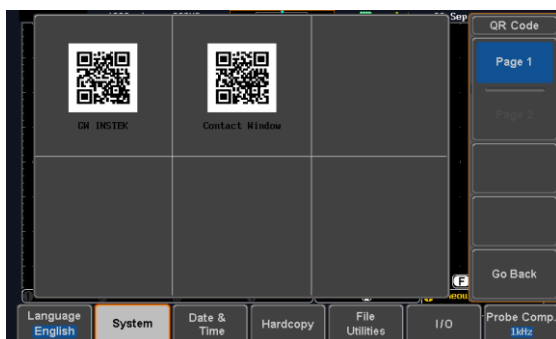 Sep
QR Code
Page 1
GW INSTEK
Contact Window
Page 2
F
Go Back
Language
English
System
Date &
Time
Hardcopy
File
Utilities
I/O
Probe Comp.
1kHz